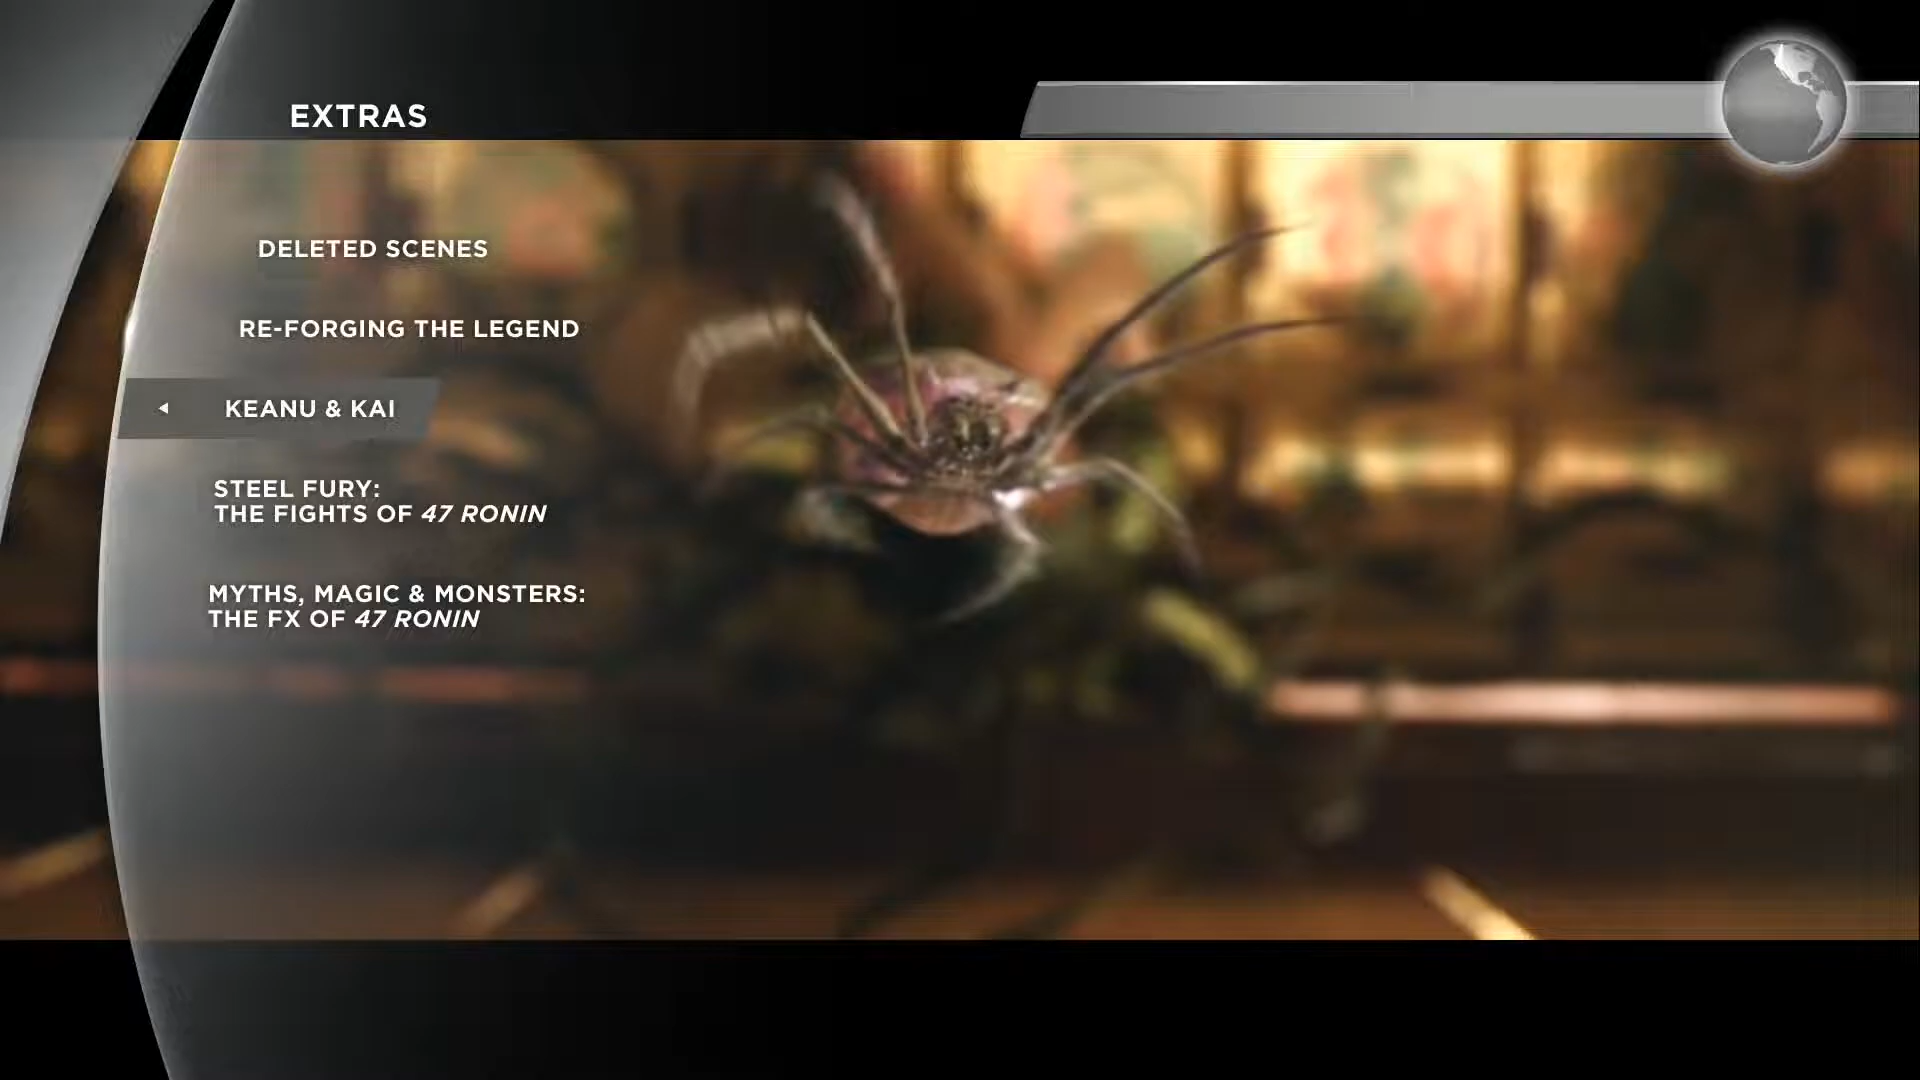 EXTRAS
DELETED SCENES
RE-FORGING THE LEGEND
KEANU & KAI
STEEL FURY:
THE FIGHTS OF 47 RONIN
MYTHS, MAGIC & MONSTERS:
THE FX OF 47 RONIN